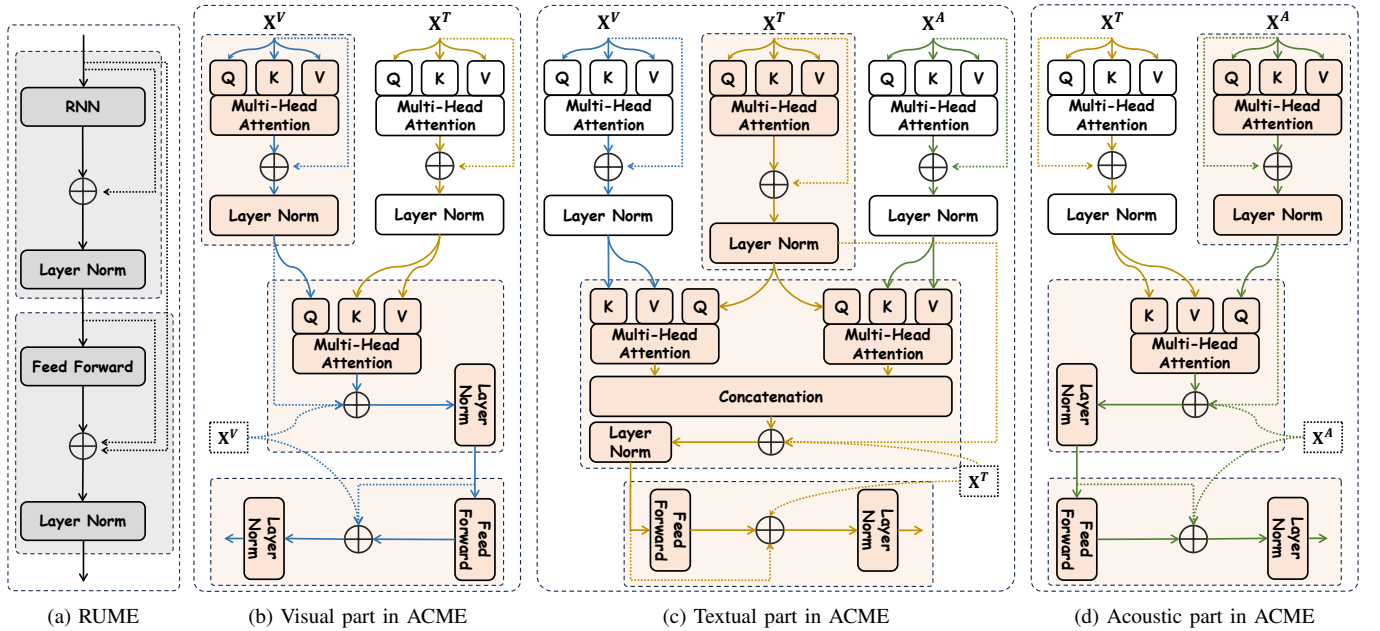 RNN
Layer Norm
Feed Forward
Layer Norm
(a) RUME
X^V X^T
Q K V Q K V
Multi-Head Attention
Multi-Head Attention
Layer Norm Layer Norm
Q K V
Multi-Head Attention
Layer Norm
X^V
Layer Norm
Feed Forward
(b) Visual part in ACME
X^V X^T X^A
Q K V Q K V Q K V
Multi-Head Attention
Multi-Head Attention
Multi-Head Attention
Layer Norm Layer Norm Layer Norm
K V Q Q K V
Multi-Head Attention
Multi-Head Attention
Concatenation
Layer Norm
X^T
Feed Forward
Layer Norm
(c) Textual part in ACME
X^T X^A
Q K V Q K V
Multi-Head Attention
Multi-Head Attention
Layer Norm Layer Norm
K V Q
Multi-Head Attention
Layer Norm
X^A
Feed Forward
Layer Norm
(d) Acoustic part in ACME